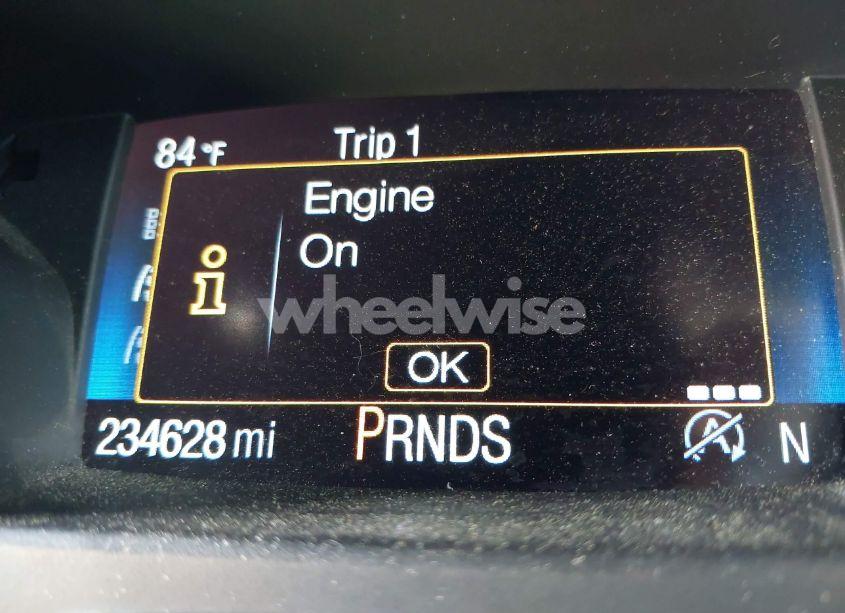 84°F Trip 1
Engine
On
wheelwise
OK
234628 mi PRNDS A N